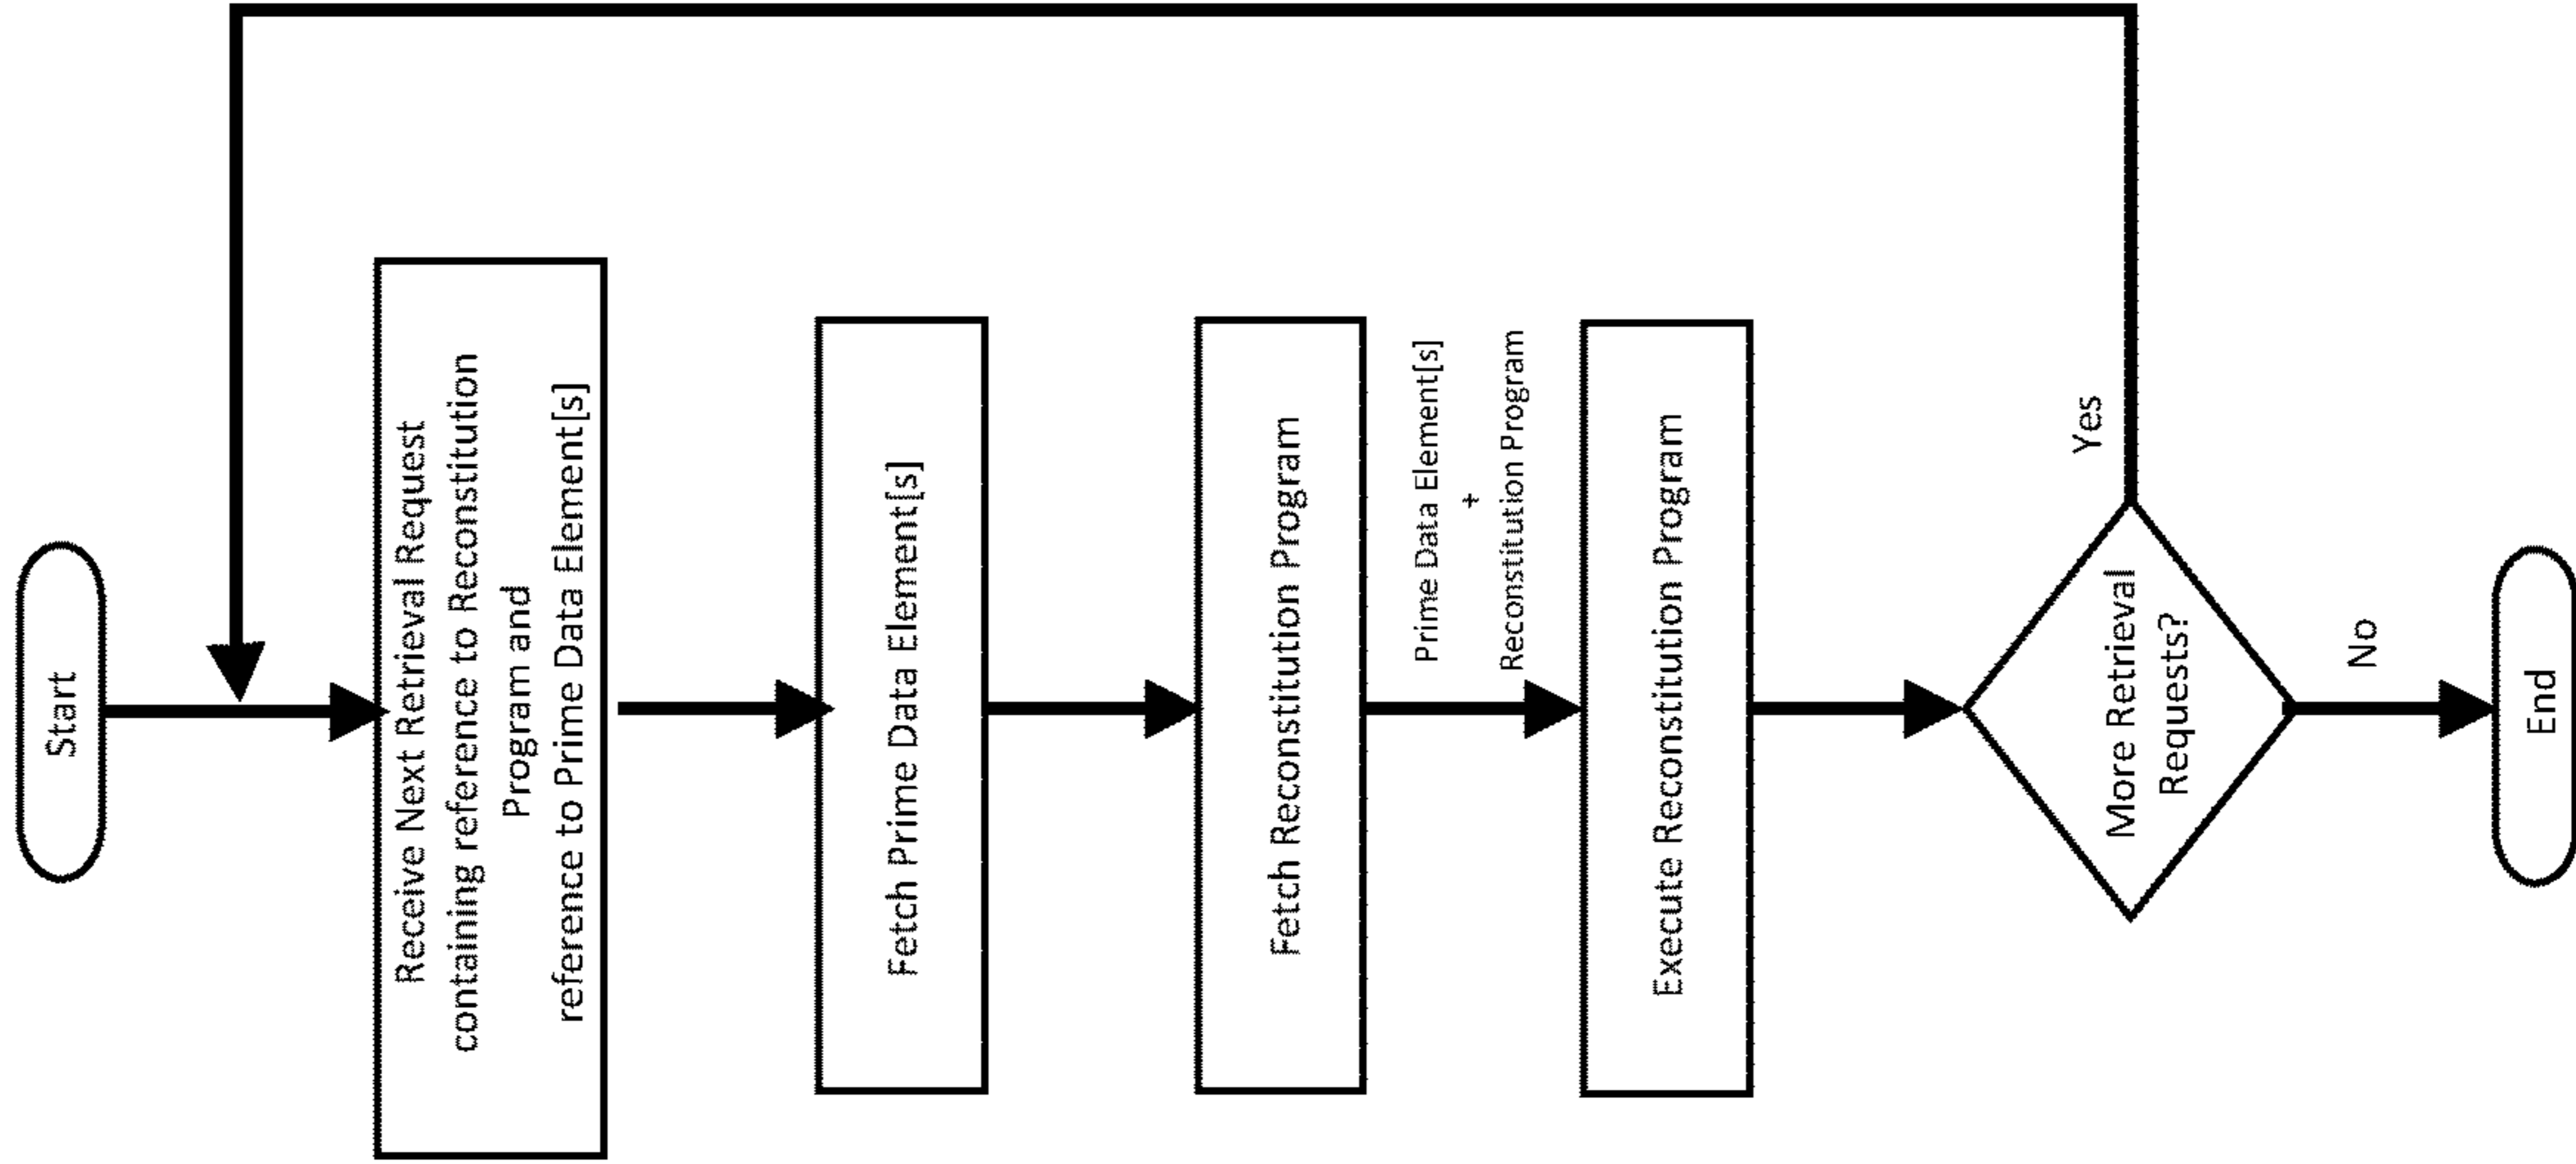 Start
Receive Next Retrieval Request
containing reference to Reconstitution
Program and
reference to Prime Data Element[s]
Fetch Prime Data Element[s]
Fetch Reconstitution Program
Prime Data Element[s]
+
Reconstitution Program
Execute Reconstitution Program
More Retrieval
Requests?
Yes
No
End